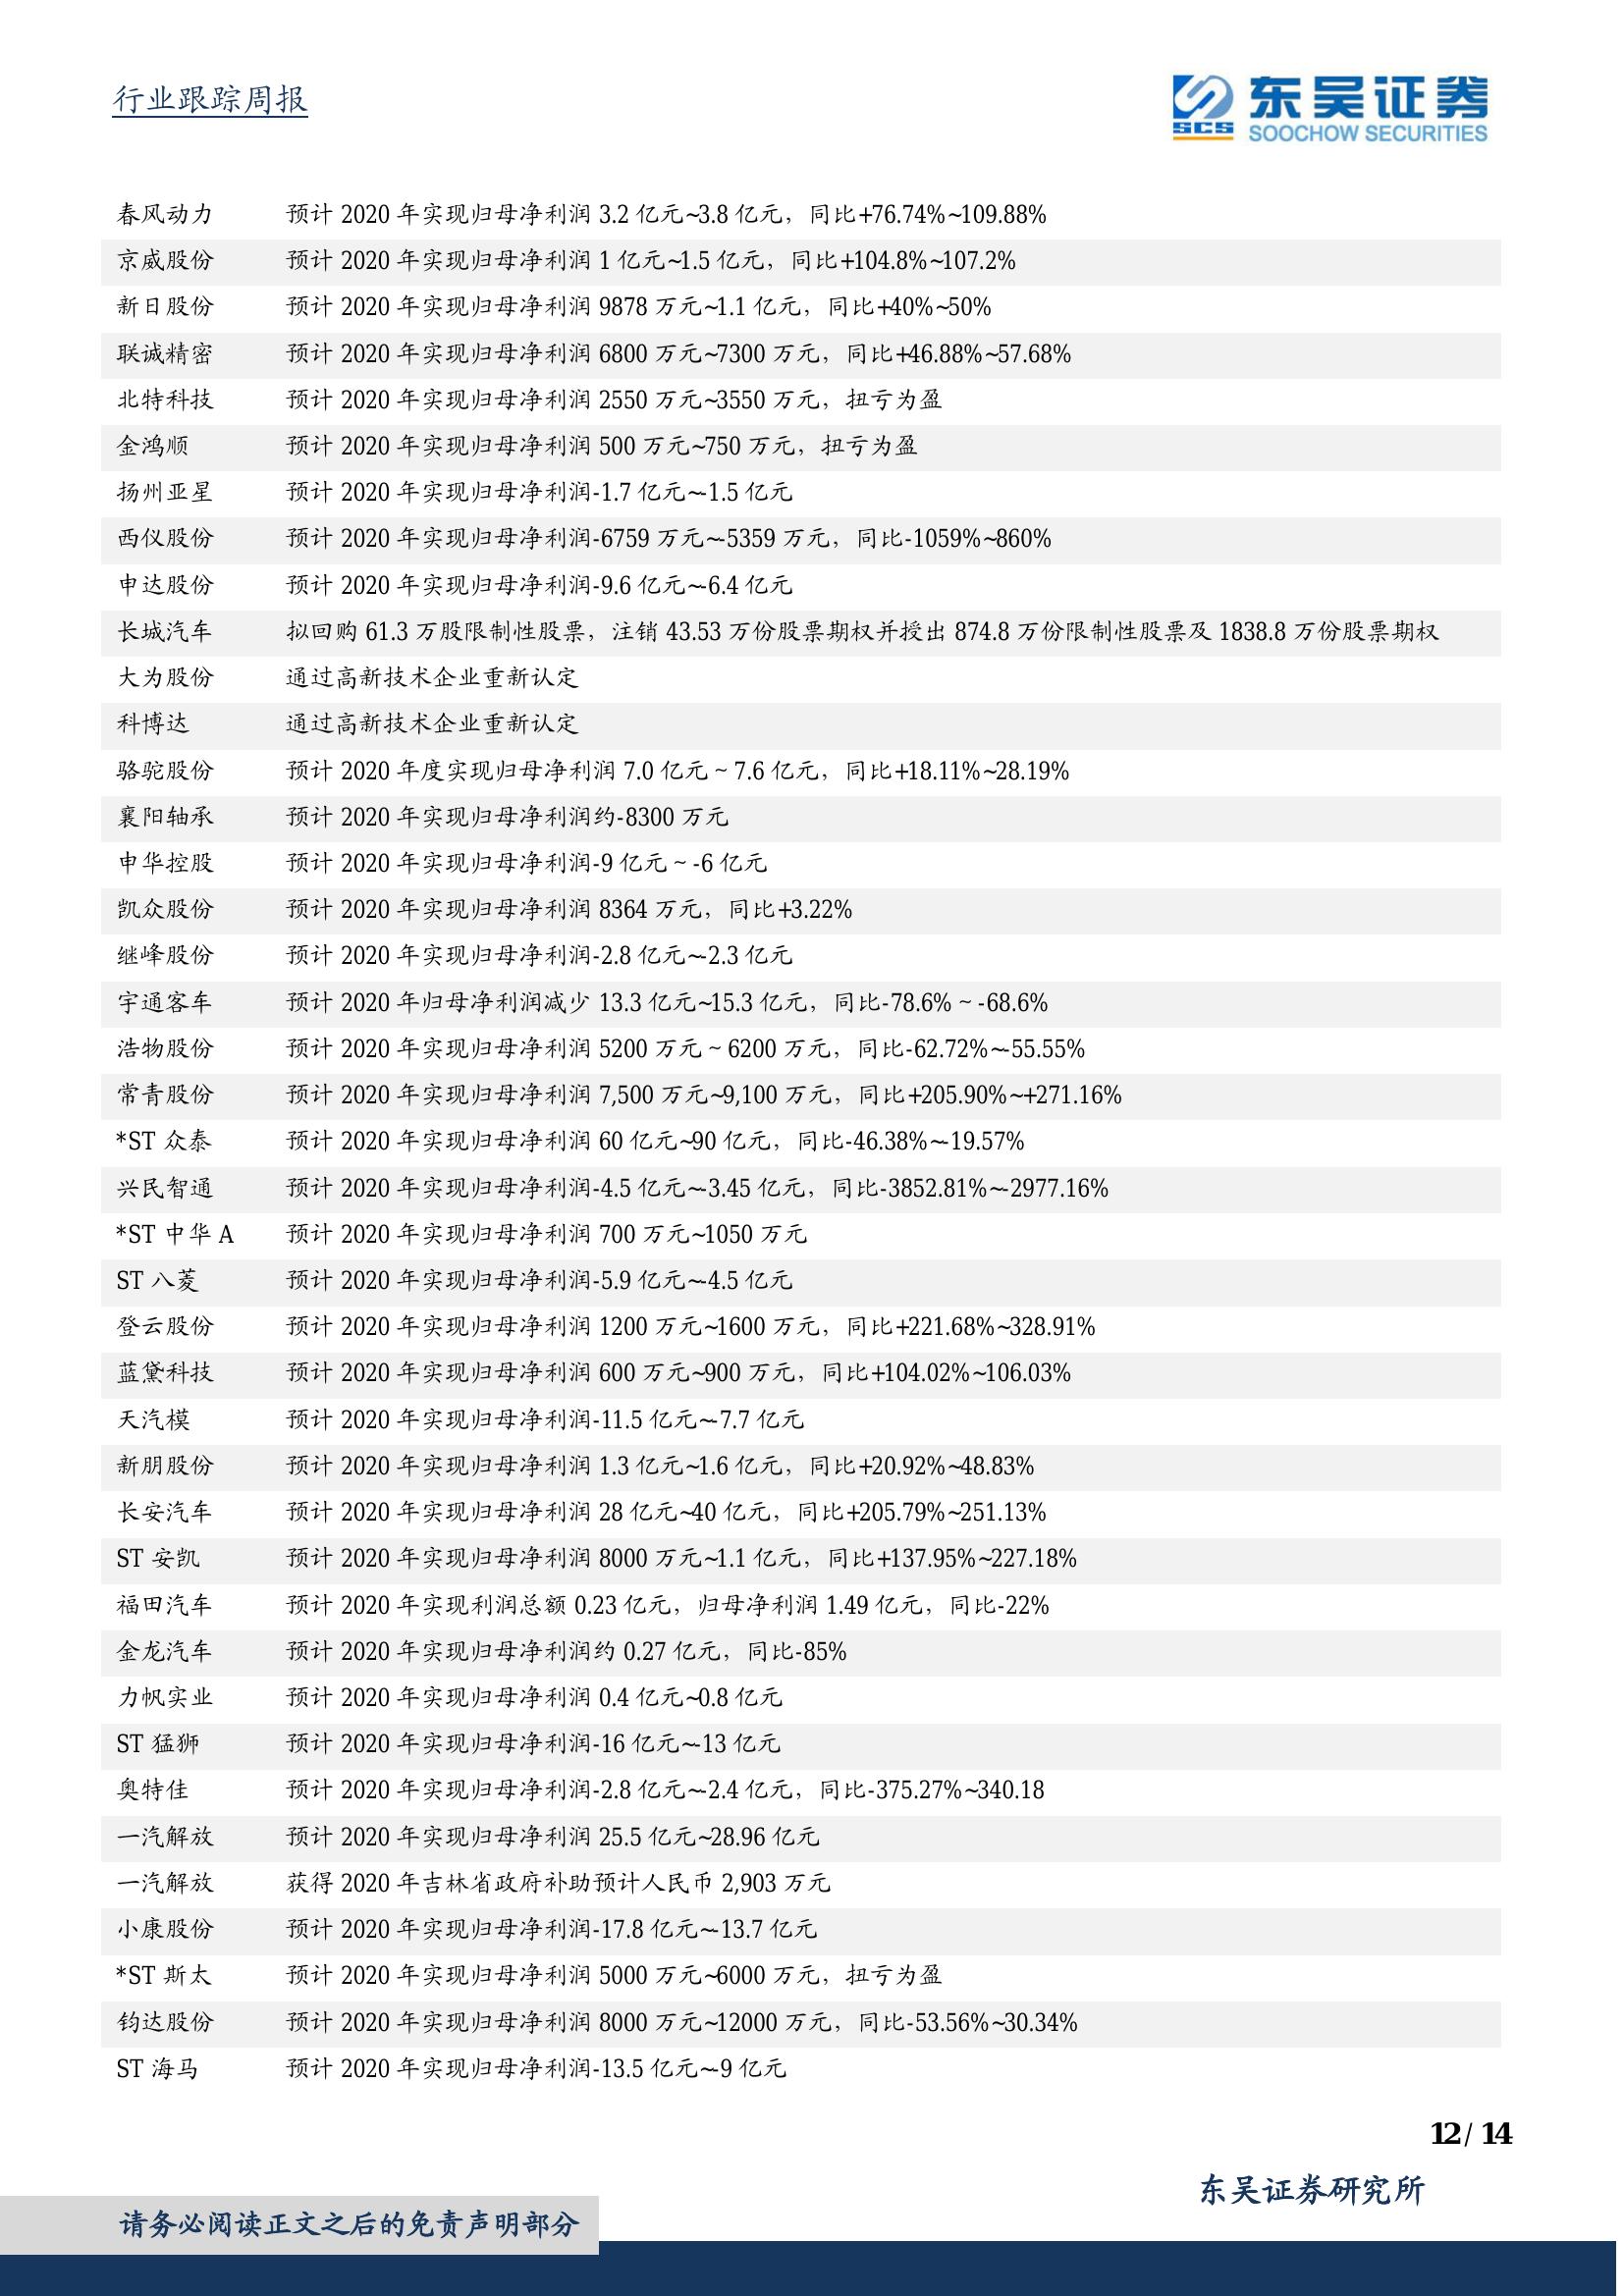 行业跟踪周报
SCS 东吴证券
SOOCHOW SECURITIES
春风动力 预计 2020 年实现归母净利润 3.2 亿元~3.8 亿元，同比+76.74%~109.88%
京威股份 预计 2020 年实现归母净利润 1 亿元~1.5 亿元，同比+104.8%~107.2%
新日股份 预计 2020 年实现归母净利润 9878 万元~1.1 亿元，同比+40%~50%
联诚精密 预计 2020 年实现归母净利润 6800 万元~7300 万元，同比+46.88%~57.68%
北特科技 预计 2020 年实现归母净利润 2550 万元~3550 万元，扭亏为盈
金鸿顺 预计 2020 年实现归母净利润 500 万元~750 万元，扭亏为盈
扬州亚星 预计 2020 年实现归母净利润-1.7 亿元~-1.5 亿元
西仪股份 预计 2020 年实现归母净利润-6759 万元~-5359 万元，同比-1059%~860%
申达股份 预计 2020 年实现归母净利润-9.6 亿元~-6.4 亿元
长城汽车 拟回购 61.3 万股限制性股票，注销 43.53 万份股票期权并授出 874.8 万份限制性股票及 1838.8 万份股票期权
大为股份 通过高新技术企业重新认定
科博达 通过高新技术企业重新认定
骆驼股份 预计 2020 年度实现归母净利润 7.0 亿元 ~ 7.6 亿元，同比+18.11%~28.19%
襄阳轴承 预计 2020 年实现归母净利润约-8300 万元
申华控股 预计 2020 年实现归母净利润-9 亿元 ~ -6 亿元
凯众股份 预计 2020 年实现归母净利润 8364 万元，同比+3.22%
继峰股份 预计 2020 年实现归母净利润-2.8 亿元~-2.3 亿元
宇通客车 预计 2020 年归母净利润减少 13.3 亿元~15.3 亿元，同比-78.6% ~ -68.6%
浩物股份 预计 2020 年实现归母净利润 5200 万元 ~ 6200 万元，同比-62.72%~-55.55%
常青股份 预计 2020 年实现归母净利润 7,500 万元~9,100 万元，同比+205.90%~+271.16%
*ST 众泰 预计 2020 年实现归母净利润 60 亿元~90 亿元，同比-46.38%~-19.57%
兴民智通 预计 2020 年实现归母净利润-4.5 亿元~-3.45 亿元，同比-3852.81%~-2977.16%
*ST 中华 A 预计 2020 年实现归母净利润 700 万元~1050 万元
ST 八菱 预计 2020 年实现归母净利润-5.9 亿元~-4.5 亿元
登云股份 预计 2020 年实现归母净利润 1200 万元~1600 万元，同比+221.68%~328.91%
蓝黛科技 预计 2020 年实现归母净利润 600 万元~900 万元，同比+104.02%~106.03%
天汽模 预计 2020 年实现归母净利润-11.5 亿元~-7.7 亿元
新朋股份 预计 2020 年实现归母净利润 1.3 亿元~1.6 亿元，同比+20.92%~48.83%
长安汽车 预计 2020 年实现归母净利润 28 亿元~40 亿元，同比+205.79%~251.13%
ST 安凯 预计 2020 年实现归母净利润 8000 万元~1.1 亿元，同比+137.95%~227.18%
福田汽车 预计 2020 年实现利润总额 0.23 亿元，归母净利润 1.49 亿元，同比-22%
金龙汽车 预计 2020 年实现归母净利润约 0.27 亿元，同比-85%
力帆实业 预计 2020 年实现归母净利润 0.4 亿元~0.8 亿元
ST 猛狮 预计 2020 年实现归母净利润-16 亿元~-13 亿元
奥特佳 预计 2020 年实现归母净利润-2.8 亿元~-2.4 亿元，同比-375.27%~340.18
一汽解放 预计 2020 年实现归母净利润 25.5 亿元~28.96 亿元
一汽解放 获得 2020 年吉林省政府补助预计人民币 2,903 万元
小康股份 预计 2020 年实现归母净利润-17.8 亿元~-13.7 亿元
*ST 斯太 预计 2020 年实现归母净利润 5000 万元~6000 万元，扭亏为盈
钧达股份 预计 2020 年实现归母净利润 8000 万元~12000 万元，同比-53.56%~30.34%
ST 海马 预计 2020 年实现归母净利润-13.5 亿元~-9 亿元
12 / 14
东吴证券研究所
请务必阅读正文之后的免责声明部分